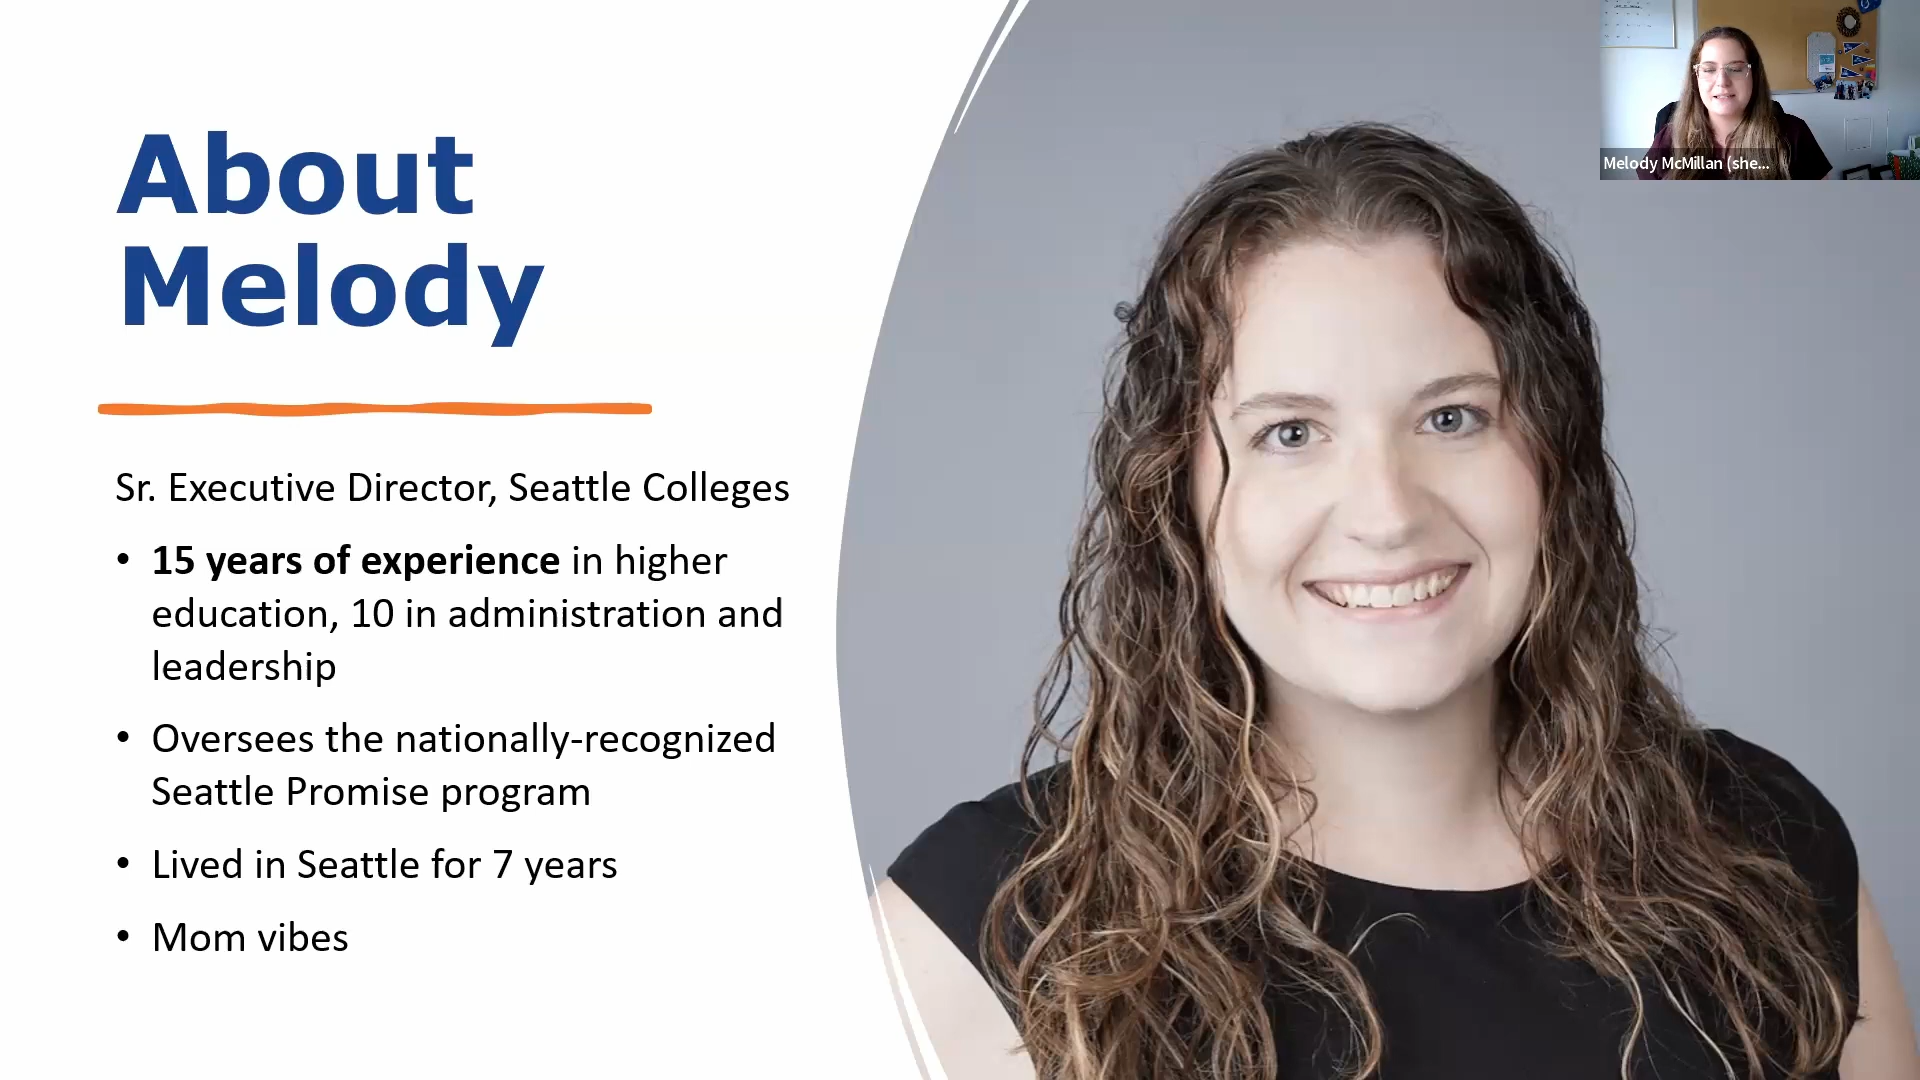 About
Melody
Sr. Executive Director, Seattle Colleges
• 15 years of experience in higher
education, 10 in administration and
leadership
• Oversees the nationally-recognized
Seattle Promise program
• Lived in Seattle for 7 years
• Mom vibes
Melody McMillan (she...